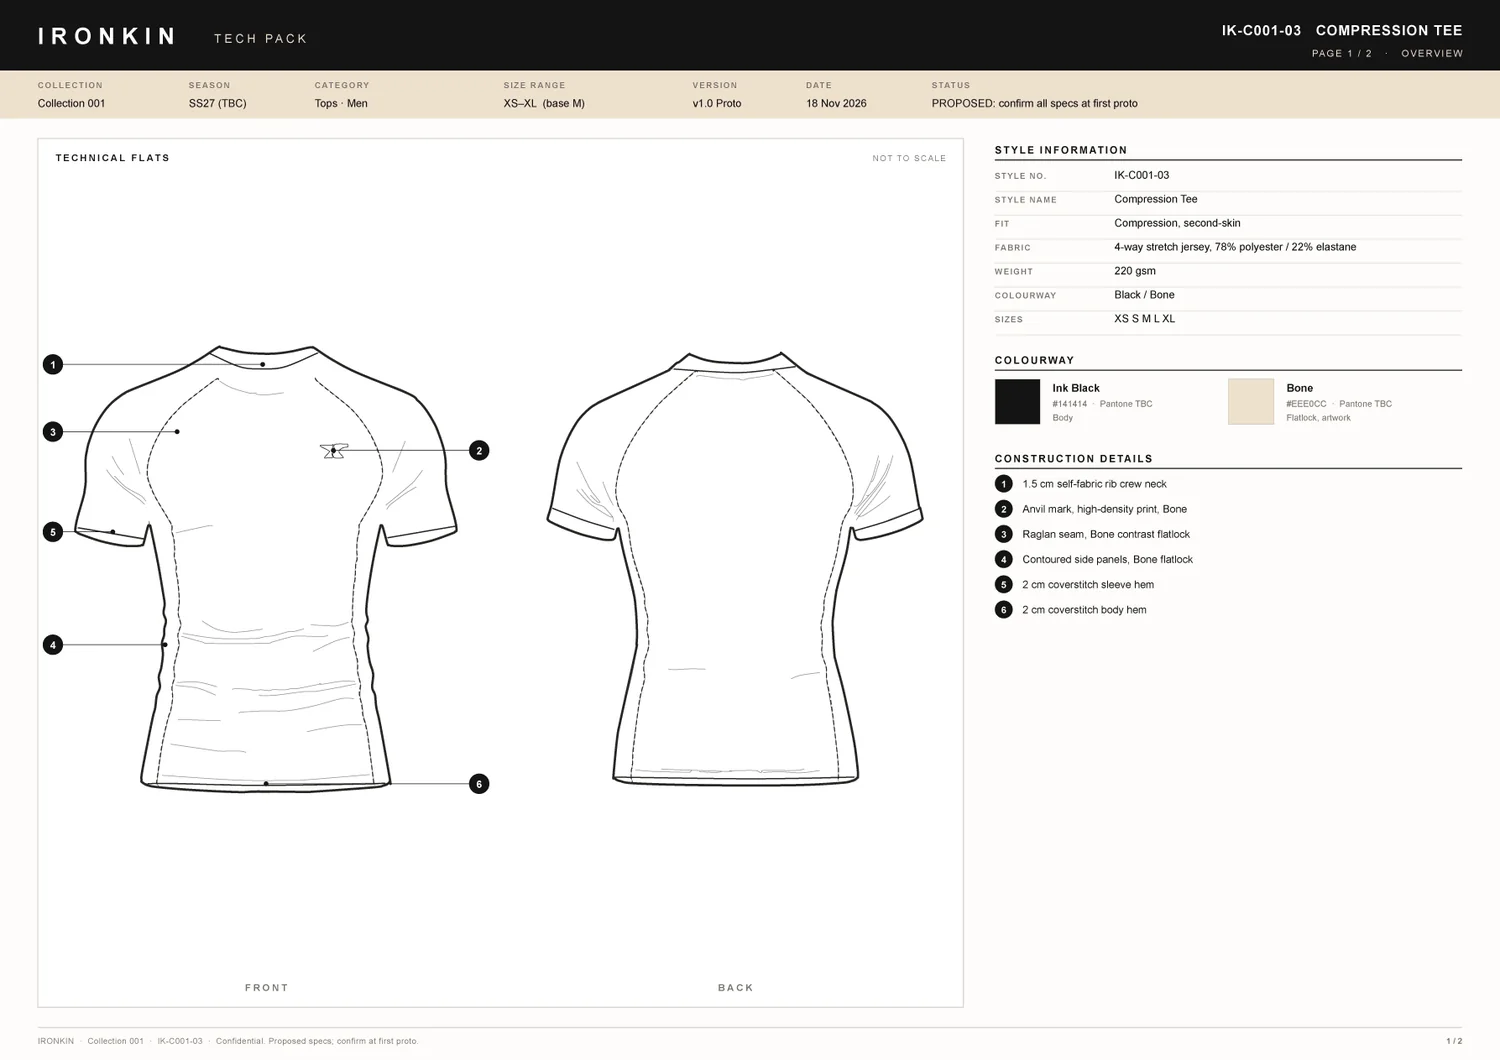 IRONKIN TECH PACK
IK-C001-03 COMPRESSION TEE
PAGE 1 / 2 · OVERVIEW
COLLECTION SEASON CATEGORY SIZE RANGE VERSION DATE STATUS
Collection 001 SS27 (TBC) Tops · Men XS–XL (base M) v1.0 Proto 18 Nov 2026 PROPOSED: confirm all specs at first proto
TECHNICAL FLATS NOT TO SCALE
1
3
2
5
4
6
FRONT BACK
STYLE INFORMATION
STYLE NO. IK-C001-03
STYLE NAME Compression Tee
FIT Compression, second-skin
FABRIC 4-way stretch jersey, 78% polyester / 22% elastane
WEIGHT 220 gsm
COLOURWAY Black / Bone
SIZES XS S M L XL
COLOURWAY
Ink Black
#141414 · Pantone TBC
Body
Bone
#EEE0CC · Pantone TBC
Flatlock, artwork
CONSTRUCTION DETAILS
1 1.5 cm self-fabric rib crew neck
2 Anvil mark, high-density print, Bone
3 Raglan seam, Bone contrast flatlock
4 Contoured side panels, Bone flatlock
5 2 cm coverstitch sleeve hem
6 2 cm coverstitch body hem
IRONKIN · Collection 001 · IK-C001-03 · Confidential. Proposed specs; confirm at first proto. 1 / 2